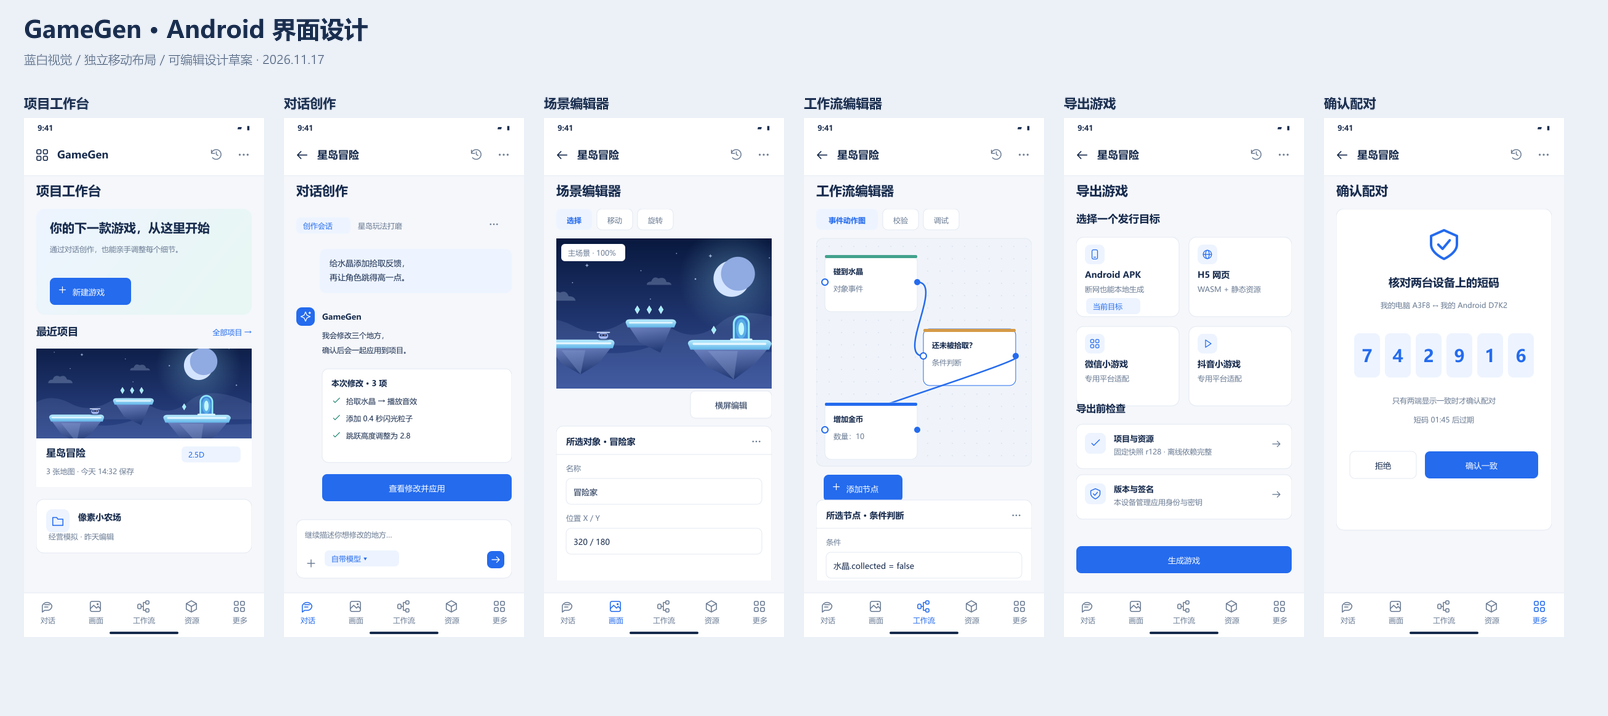 GameGen • Android 界面设计
蓝白视觉 / 独立移动布局 / 可编辑设计草案 · 2026.11.17
项目工作台
9:41
GameGen
项目工作台
你的下一款游戏，从这里开始
通过对话创作，也能亲手调整每个细节。
+ 新建游戏
最近项目
全部项目 →
星岛冒险
2.5D
3 张地图 · 今天 14:32 保存
像素小农场
经营模拟 · 昨天编辑
对话
画面
工作流
资源
更多
对话创作
9:41
星岛冒险
对话创作
创作会话
星岛玩法打磨
给水晶添加拾取反馈，
再让角色跳得高一点。
GameGen
我会修改三个地方，
确认后会一起应用到项目。
本次修改 • 3 项
拾取水晶 → 播放音效
添加 0.4 秒闪光粒子
跳跃高度调整为 2.8
查看修改并应用
继续描述你想修改的地方...
自带模型 ▾
对话
画面
工作流
资源
更多
场景编辑器
9:41
星岛冒险
场景编辑器
选择
移动
旋转
主场景 · 100%
横屏编辑
所选对象 • 冒险家
名称
冒险家
位置 X / Y
320 / 180
对话
画面
工作流
资源
更多
工作流编辑器
9:41
星岛冒险
工作流编辑器
事件动作图
校验
调试
碰到水晶
对象事件
还未被拾取?
条件判断
增加金币
数量：10
+ 添加节点
所选节点 • 条件判断
条件
水晶.collected = false
对话
画面
工作流
资源
更多
导出游戏
9:41
星岛冒险
导出游戏
选择一个发行目标
Android APK
断网也能本地生成
当前目标
H5 网页
WASM + 静态资源
微信小游戏
专用平台适配
抖音小游戏
专用平台适配
导出前检查
项目与资源
固定快照 r128 · 离线依赖完整
版本与签名
本设备管理应用身份与密钥
生成游戏
对话
画面
工作流
资源
更多
确认配对
9:41
星岛冒险
确认配对
核对两台设备上的短码
我的电脑 A3F8 ↔ 我的 Android D7K2
7 4 2 9 1 6
只有两端显示一致时才确认配对
短码 01:45 后过期
拒绝
确认一致
对话
画面
工作流
资源
更多